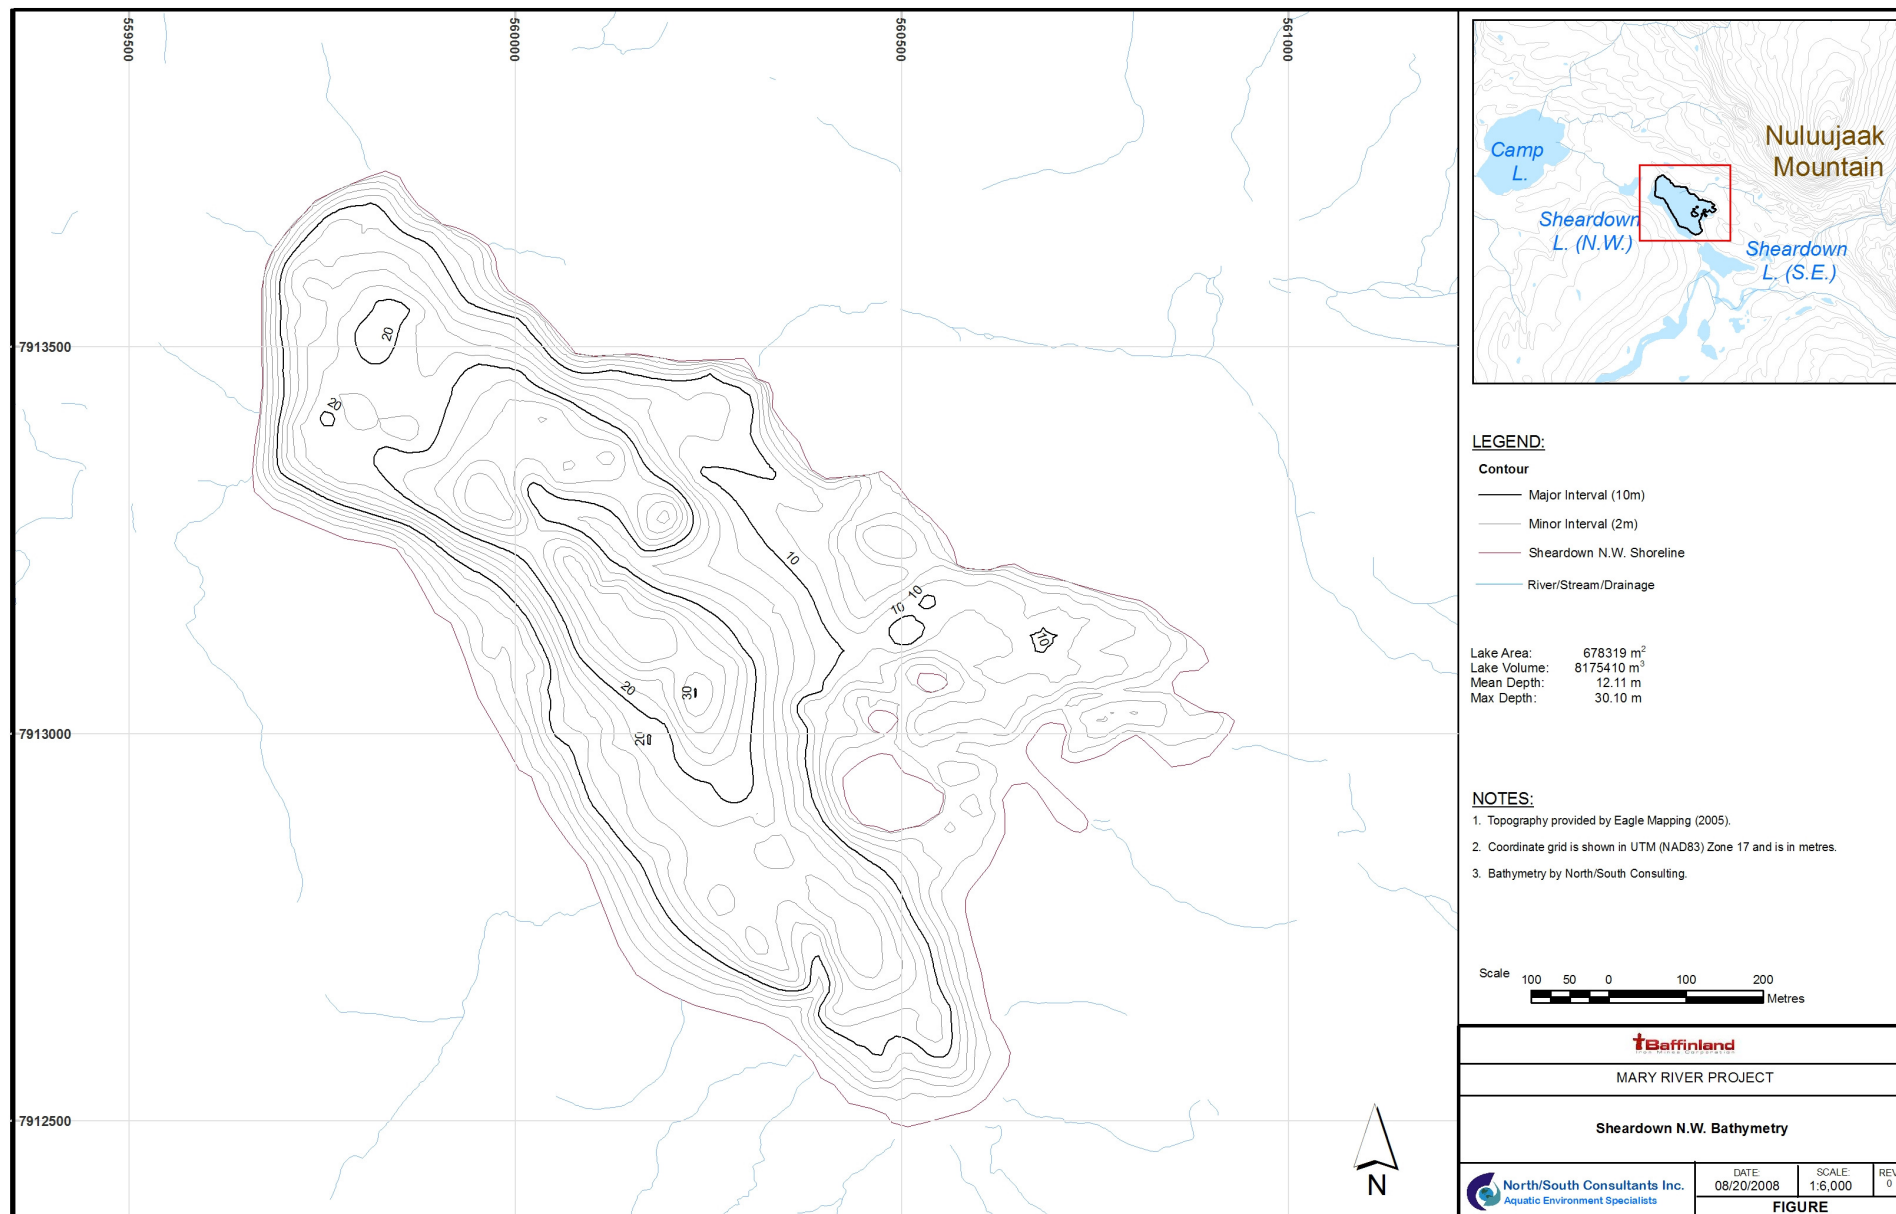 559500
560000
560500
561000
7913500
7913000
7912500
20
20
10
10
10
10
20
30
20
N
Camp
L.
Nuluujaak
Mountain
Sheardown
L. (N.W.)
Sheardown
L. (S.E.)
LEGEND:
Contour
Major Interval (10m)
Minor Interval (2m)
Sheardown N.W. Shoreline
River/Stream/Drainage
Lake Area: 678319 m²
Lake Volume: 8175410 m³
Mean Depth: 12.11 m
Max Depth: 30.10 m
NOTES:
1. Topography provided by Eagle Mapping (2005).
2. Coordinate grid is shown in UTM (NAD83) Zone 17 and is in metres.
3. Bathymetry by North/South Consulting.
Scale 100 50 0 100 200
Metres
Baffinland
Iron Mines Corporation
MARY RIVER PROJECT
Sheardown N.W. Bathymetry
North/South Consultants Inc.
Aquatic Environment Specialists
DATE: 08/20/2008
SCALE: 1:6,000
REV 0
FIGURE